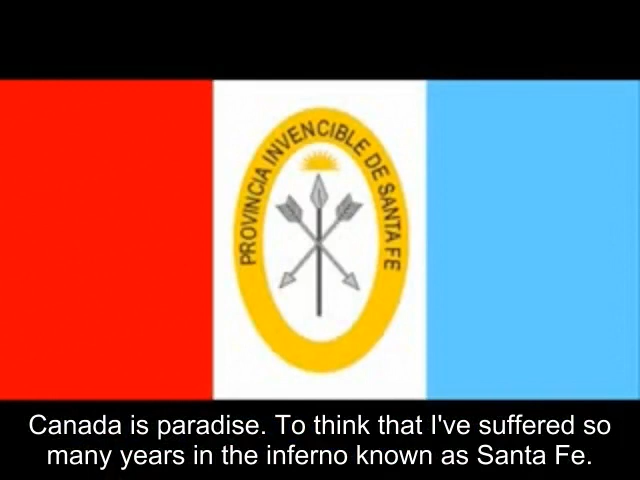 PROVINCIA INVENCIBLE DE SANTA FE
Canada is paradise. To think that I've suffered so
many years in the inferno known as Santa Fe.